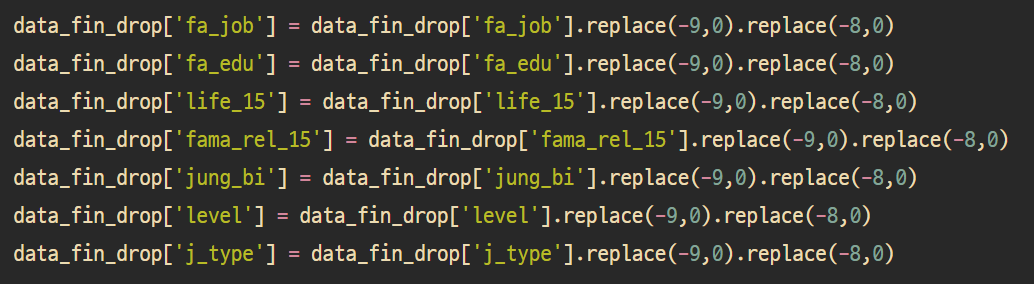 data_fin_drop['fa_job'] = data_fin_drop['fa_job'].replace(-9,0).replace(-8,0)
data_fin_drop['fa_edu'] = data_fin_drop['fa_edu'].replace(-9,0).replace(-8,0)
data_fin_drop['life_15'] = data_fin_drop['life_15'].replace(-9,0).replace(-8,0)
data_fin_drop['fama_rel_15'] = data_fin_drop['fama_rel_15'].replace(-9,0).replace(-8,0)
data_fin_drop['jung_bi'] = data_fin_drop['jung_bi'].replace(-9,0).replace(-8,0)
data_fin_drop['level'] = data_fin_drop['level'].replace(-9,0).replace(-8,0)
data_fin_drop['j_type'] = data_fin_drop['j_type'].replace(-9,0).replace(-8,0)